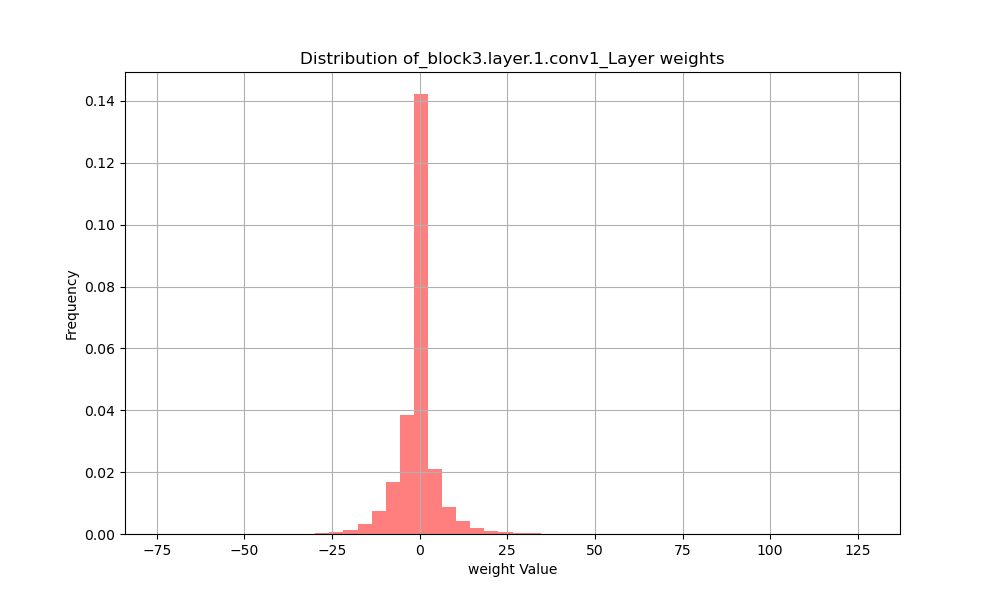 Distribution of_block3.layer.1.conv1_Layer weights
Frequency
0.14
0.12
0.10
0.08
0.06
0.04
0.02
0.00
−75 −50 −25 0 25 50 75 100 125
weight Value